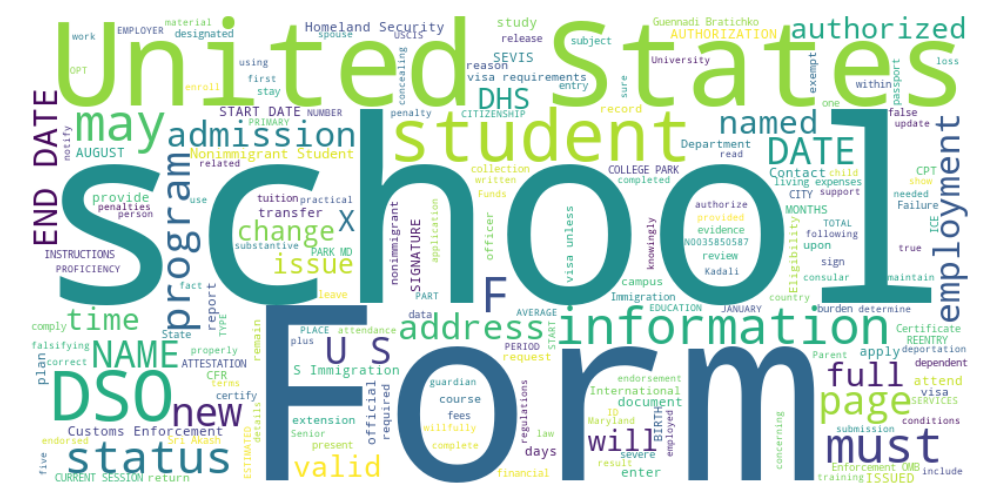 United States
school
Form
student
information
DSO
must
status
page
full
address
employment
program
END DATE
DATE
DHS
named
authorized
admission
may
change
issue
time
NAME
new
valid
will
U S
F
X
Homeland Security
SEVIS
study
release
reason
visa requirements
Guennadi Bratichko
AUTHORIZATION
EMPLOYER
material
designated
work
spouse
USCIS
OPT
using
first
stay
enroll
concealing
penalty
subject
entry
sure
University
exempt
within
passport
loss
START DATE
NUMBER
PRIMARY
CITIZENSHIP
record
false
update
one
notify
AUGUST
Nonimmigrant Student
related
provide
penalties
person
use
tuition
practical
transfer
substantive
PARK MD
leave
INSTRUCTIONS
PROFICIENCY
fact
report
TYPE
State
comply
falsifying
correct
plan
properly
ATTESTATION
CFR
terms
certify
remain
PLACE
plus
attendance
S Immigration
data
PART
AVERAGE
PERIOD
START
request
nonimmigrant
SIGNATURE
application
officer
collection
written
Funds
COLLEGE PARK
completed
Department
read
Contact
child
living expenses
CITY
support
MONTHS
TOTAL
following
CPT
show
needed
Failure
ICE
authorize
provided
evidence
N0035850587
review
Kadali
knowingly
visa unless
Eligibility
upon
sign
true
consular
maintain
campus
Immigration
EDUCATION
JANUARY
country
burden
determine
Certificate
REENTRY
deportation
dependent
Parent
apply
attend
visa
SERVICES
conditions
submission
ISSUED
include
Enforcement
OMB
training
concerning
endorsement
International
document
ID
Maryland
BIRTH
employed
result
severe
enter
law
days
financial
regulations
guardian
course
fees
willfully
complete
official
required
extension
Senior
present
details
ESTIMATED
Customs Enforcement
Sri Akash
endorsed
five
CURRENT SESSION
return